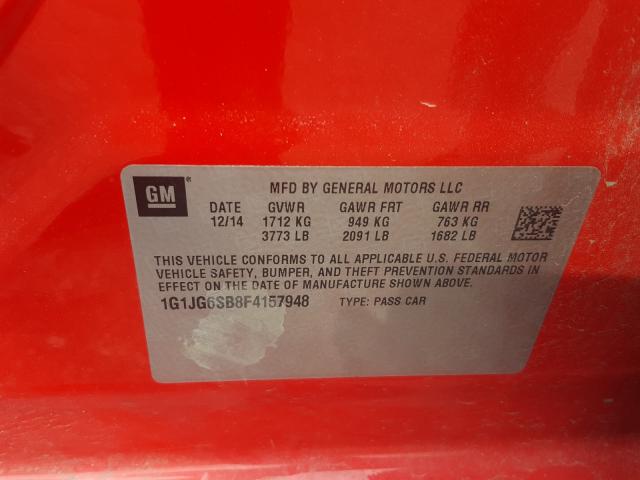 GM®
MFD BY GENERAL MOTORS LLC
DATE GVWR GAWR FRT GAWR RR
12/14 1712 KG 949 KG 763 KG
3773 LB 2091 LB 1682 LB
THIS VEHICLE CONFORMS TO ALL APPLICABLE U.S. FEDERAL MOTOR
VEHICLE SAFETY, BUMPER, AND THEFT PREVENTION STANDARDS IN
EFFECT ON THE DATE OF MANUFACTURE SHOWN ABOVE.
1G1JG6SB8F4157948 TYPE: PASS CAR